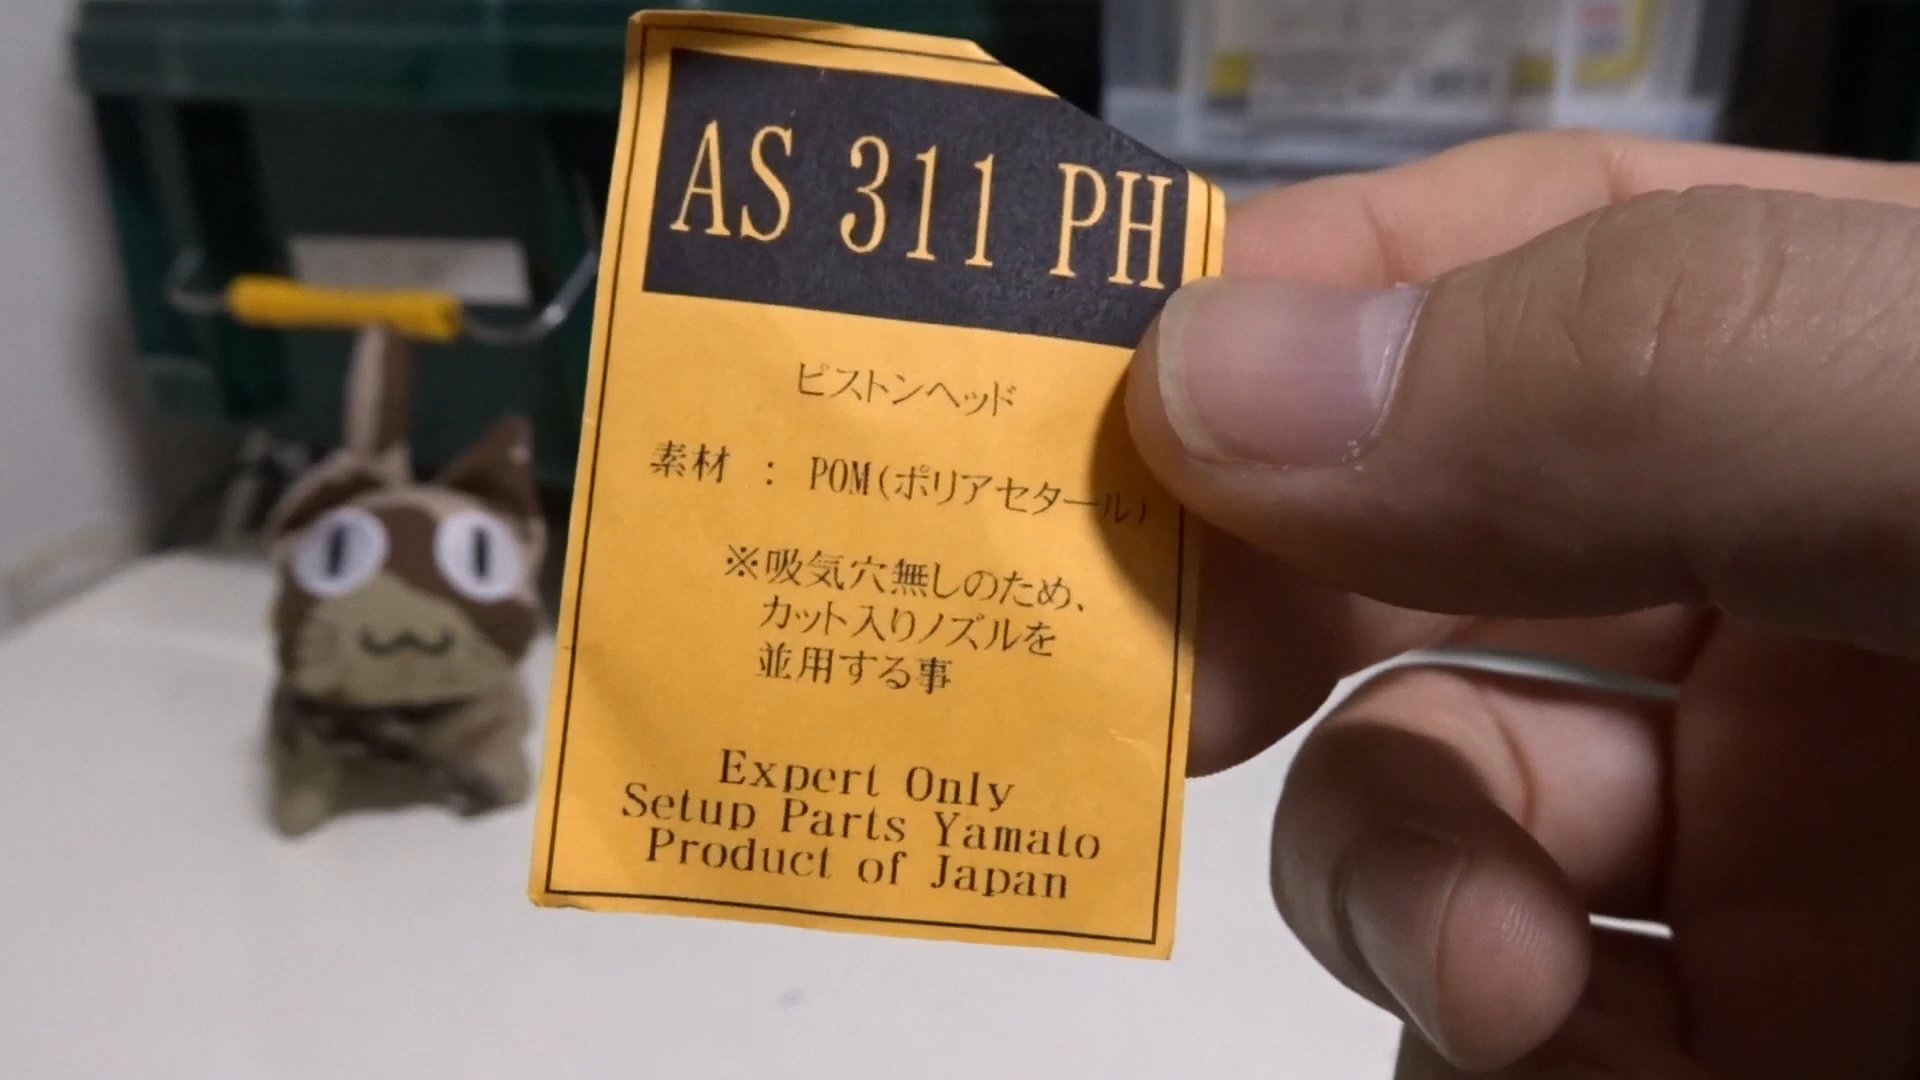 AS 311 PH
ピストンヘッド
素材 : POM(ポリアセタール)
※吸気穴無しのため、
カット入りノズルを
並用する事
Expert Only
Setup Parts Yamato
Product of Japan